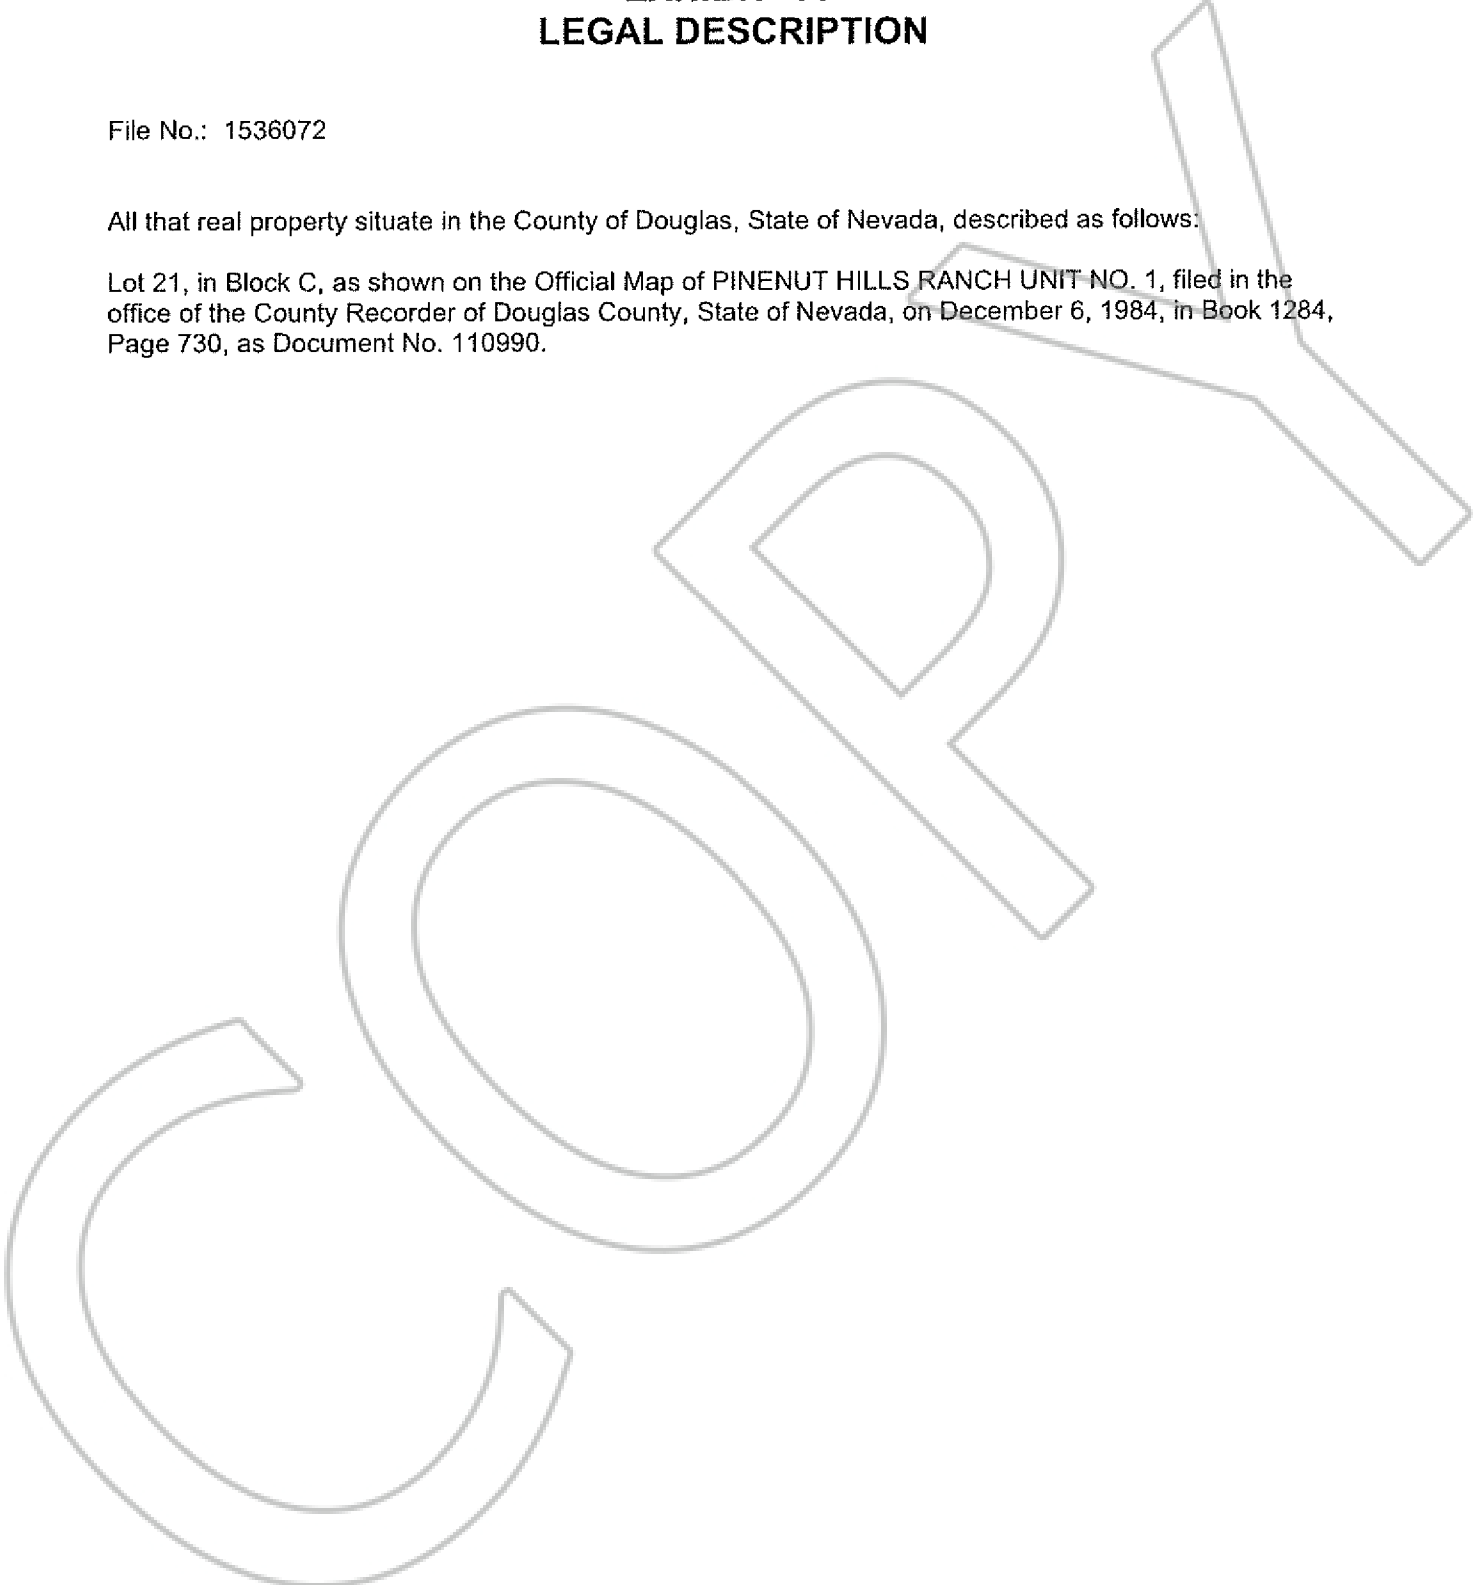 LEGAL DESCRIPTION
File No.: 1536072
All that real property situate in the County of Douglas, State of Nevada, described as follows:
Lot 21, in Block C, as shown on the Official Map of PINENUT HILLS RANCH UNIT NO. 1, filed in the
office of the County Recorder of Douglas County, State of Nevada, on December 6, 1984, in Book 1284,
Page 730, as Document No. 110990.
COPY